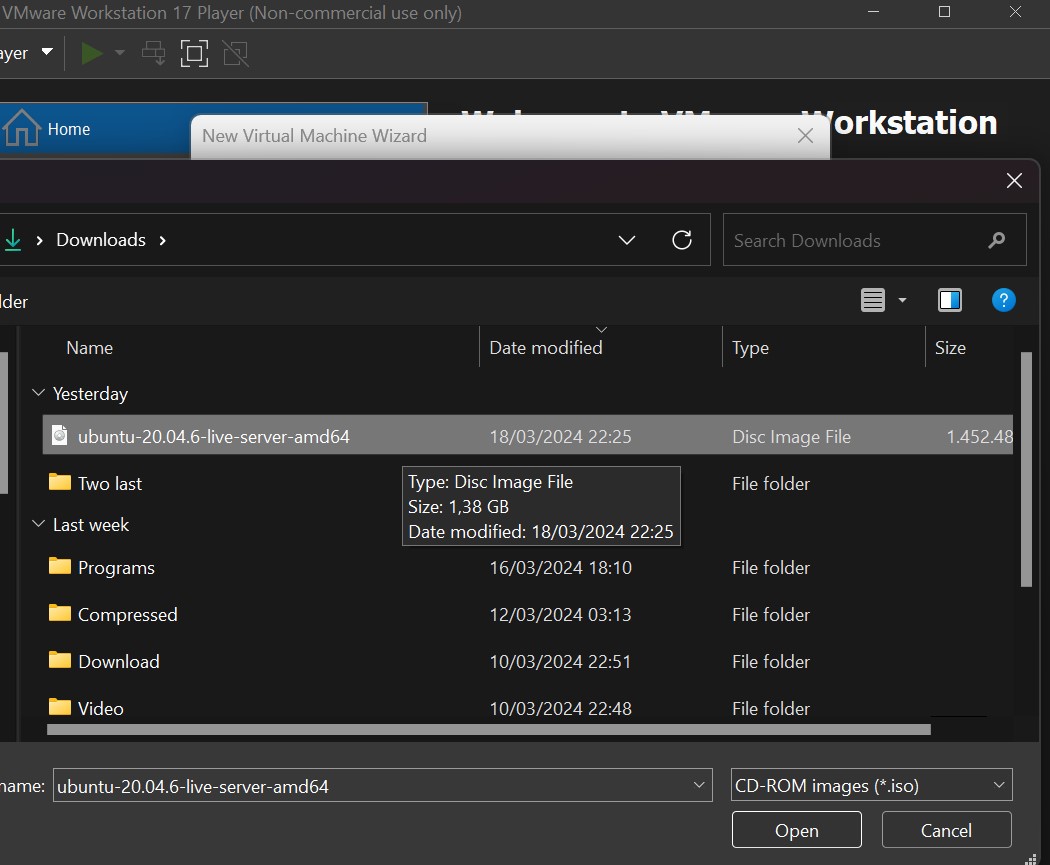 VMware Workstation 17 Player (Non-commercial use only)
ayer
Home
Welcome to VMware Workstation
New Virtual Machine Wizard
Downloads
Search Downloads
lder
?
Name Date modified Type Size
Yesterday
ubuntu-20.04.6-live-server-amd64 18/03/2024 22:25 Disc Image File 1.452.48
Two last File folder
Type: Disc Image File
Size: 1,38 GB
Date modified: 18/03/2024 22:25
Last week
Programs 16/03/2024 18:10 File folder
Compressed 12/03/2024 03:13 File folder
Download 10/03/2024 22:51 File folder
Video 10/03/2024 22:48 File folder
name: ubuntu-20.04.6-live-server-amd64 CD-ROM images (*.iso)
Open Cancel